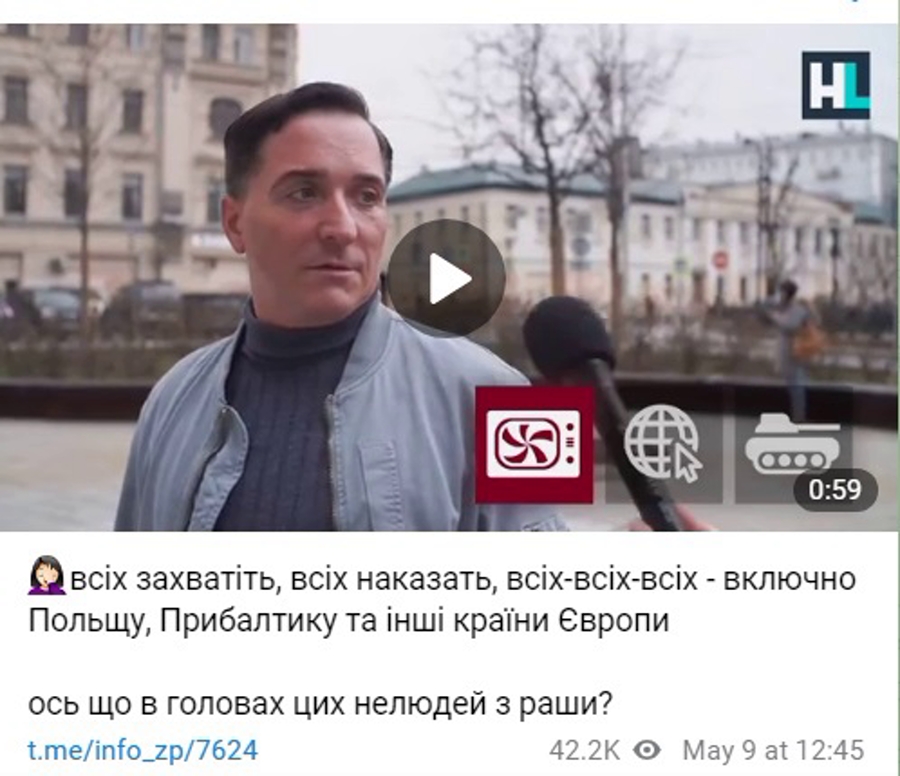 HL
0:59
всіх захватіть, всіх наказать, всіх-всіх-всіх - включно
Польщу, Прибалтику та інші країни Європи
ось що в головах цих нелюдей з раши?
t.me/info_zp/7624 42.2K May 9 at 12:45